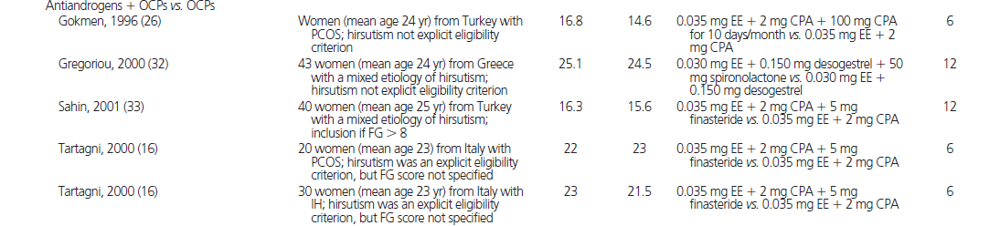 Antiandrogens + OCPs vs. OCPs
Gokmen, 1996 (26) Women (mean age 24 yr) from Turkey with 16.8 14.6 0.035 mg EE + 2 mg CPA + 100 mg CPA 6
PCOS; hirsutism not explicit eligibility for 10 days/month vs. 0.035 mg EE + 2
criterion mg CPA
Gregoriou, 2000 (32) 43 women (mean age 24 yr) from Greece 25.1 24.5 0.030 mg EE + 0.150 mg desogestrel + 50 12
with a mixed etiology of hirsutism; mg spironolactone vs. 0.030 mg EE +
hirsutism not explicit eligibility criterion 0.150 mg desogestrel
Sahin, 2001 (33) 40 women (mean age 25 yr) from Turkey 16.3 15.6 0.035 mg EE + 2 mg CPA + 5 mg 12
with a mixed etiology of hirsutism; finasteride vs. 0.035 mg EE + 2 mg CPA
inclusion if FG > 8
Tartagni, 2000 (16) 20 women (mean age 23) from Italy with 22 23 0.035 mg EE + 2 mg CPA + 5 mg 6
PCOS; hirsutism was an explicit eligibility finasteride vs. 0.035 mg EE + 2 mg CPA
criterion, but FG score not specified
Tartagni, 2000 (16) 30 women (mean age 23 yr) from Italy with 23 21.5 0.035 mg EE + 2 mg CPA + 5 mg 6
IH; hirsutism was an explicit eligibility finasteride vs. 0.035 mg EE + 2 mg CPA
criterion, but FG score not specified